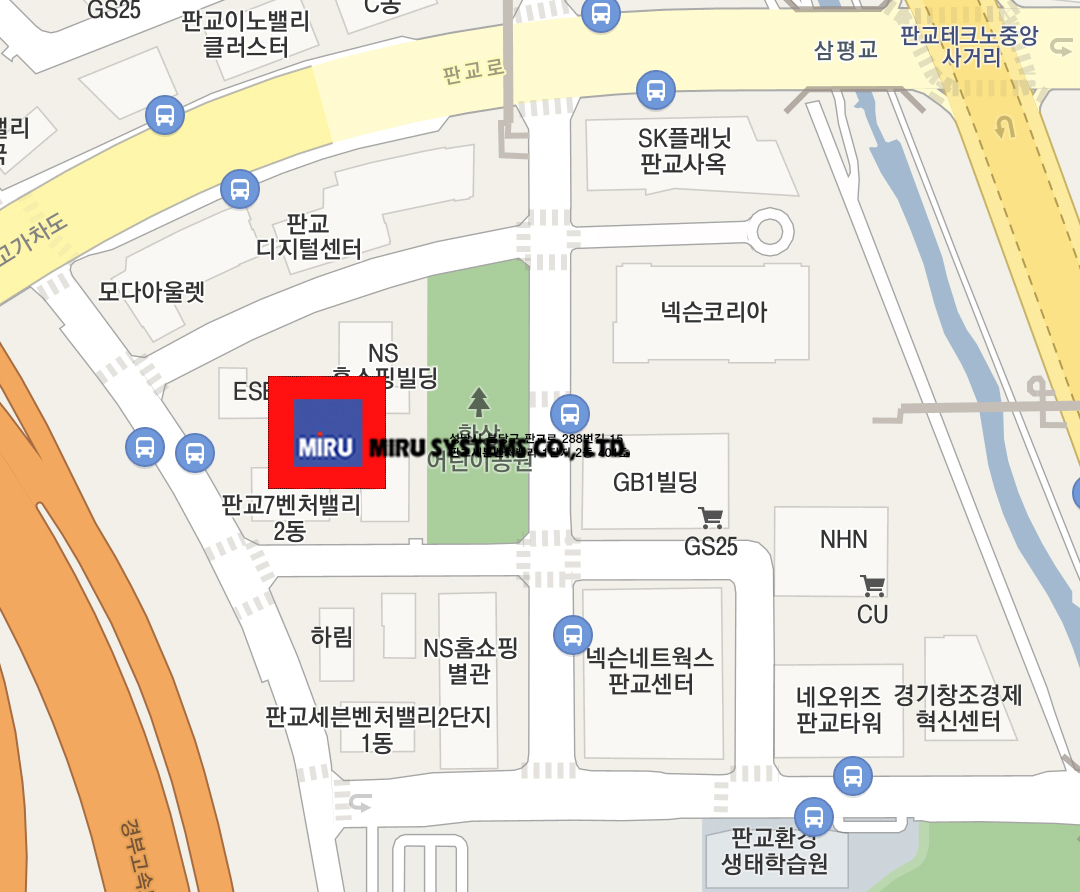 GS25
C동
판교이노밸리
클러스터
판교로
삼평교
판교테크노중앙
사거리
밸리
SK플래닛
판교사옥
고가차도
판교
디지털센터
모다아울렛
넥슨코리아
NS
홈쇼핑빌딩
MiRU
MIRU SYSTEMS CO., LTD.
화랑
어린이공원
판교7벤처밸리
2동
GB1빌딩
GS25
NHN
CU
하림
NS홈쇼핑
별관
넥슨네트웍스
판교센터
네오위즈
판교타워
경기창조경제
혁신센터
판교세븐벤처밸리2단지
1동
경부고속
판교환경
생태학습원